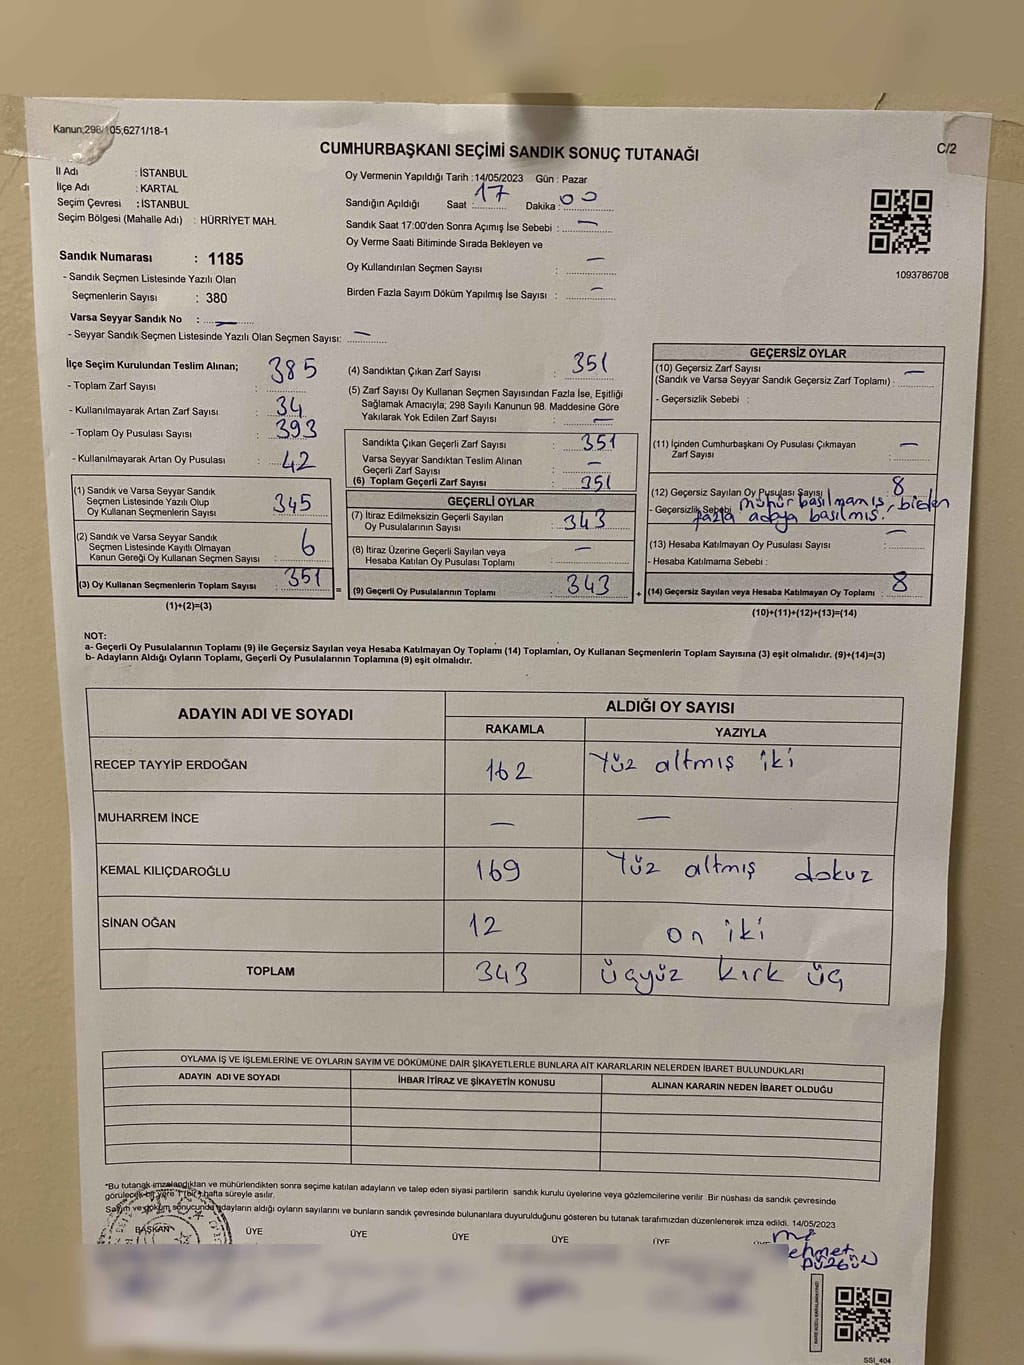 Kanun;298/105;6271/18-1
C/2
CUMHURBAŞKANI SEÇİMİ SANDIK SONUÇ TUTANAĞI
İl Adı : İSTANBUL
İlçe Adı : KARTAL
Seçim Çevresi : İSTANBUL
Seçim Bölgesi (Mahalle Adı) : HÜRRİYET MAH.
Sandık Numarası : 1185
- Sandık Seçmen Listesinde Yazılı Olan
Seçmenlerin Sayısı : 380
Varsa Seyyar Sandık No : —
- Seyyar Sandık Seçmen Listesinde Yazılı Olan Seçmen Sayısı: —
Oy Vermenin Yapıldığı Tarih : 14/05/2023 Gün : Pazar
Sandığın Açıldığı Saat : 17 Dakika : 00
Sandık Saat 17:00'den Sonra Açımış İse Sebebi : —
Oy Verme Saati Bitiminde Sırada Bekleyen ve
Oy Kullandırılan Seçmen Sayısı : —
Birden Fazla Sayım Döküm Yapılmış İse Sayısı : —
1093786708
İlçe Seçim Kurulundan Teslim Alınan;
- Toplam Zarf Sayısı : 385
- Kullanılmayarak Artan Zarf Sayısı : 34
- Toplam Oy Pusulası Sayısı : 393
- Kullanılmayarak Artan Oy Pusulası : 42
(1) Sandık ve Varsa Seyyar Sandık
Seçmen Listesinde Yazılı Olup
Oy Kullanan Seçmenlerin Sayısı : 345
(2) Sandık ve Varsa Seyyar Sandık
Seçmen Listesinde Kayıtlı Olmayan
Kanun Gereği Oy Kullanan Seçmen Sayısı : 6
(3) Oy Kullanan Seçmenlerin Toplam Sayısı : 351
(1)+(2)=(3)
(4) Sandıktan Çıkan Zarf Sayısı : 351
(5) Zarf Sayısı Oy Kullanan Seçmen Sayısından Fazla İse, Eşitliği
Sağlamak Amacıyla; 298 Sayılı Kanunun 98. Maddesine Göre
Yakılarak Yok Edilen Zarf Sayısı : —
Sandıkta Çıkan Geçerli Zarf Sayısı : 351
Varsa Seyyar Sandıktan Teslim Alınan
Geçerli Zarf Sayısı : —
(6) Toplam Geçerli Zarf Sayısı : 351
GEÇERLİ OYLAR
(7) İtiraz Edilmeksizin Geçerli Sayılan
Oy Pusulalarının Sayısı : 343
(8) İtiraz Üzerine Geçerli Sayılan veya
Hesaba Katılan Oy Pusulası Toplamı : —
= (9) Geçerli Oy Pusulalarının Toplamı : 343 +
GEÇERSİZ OYLAR
(10) Geçersiz Zarf Sayısı
(Sandık ve Varsa Seyyar Sandık Geçersiz Zarf Toplamı) : —
- Geçersizlik Sebebi :
(11) İçinden Cumhurbaşkanı Oy Pusulası Çıkmayan
Zarf Sayısı : —
(12) Geçersiz Sayılan Oy Pusulası Sayısı : 8
- Geçersizlik Sebebi mühür basılmamış, birden
fazla adaya basılmış.
(13) Hesaba Katılmayan Oy Pusulası Sayısı : —
- Hesaba Katılmama Sebebi :
(14) Geçersiz Sayılan veya Hesaba Katılmayan Oy Toplamı : 8
(10)+(11)+(12)+(13)=(14)
NOT:
a- Geçerli Oy Pusulalarının Toplamı (9) ile Geçersiz Sayılan veya Hesaba Katılmayan Oy Toplamı (14) Toplamları, Oy Kullanan Seçmenlerin Toplam Sayısına (3) eşit olmalıdır. (9)+(14)=(3)
b- Adayların Aldığı Oyların Toplamı, Geçerli Oy Pusulalarının Toplamına (9) eşit olmalıdır.
ADAYIN ADI VE SOYADI
ALDIĞI OY SAYISI
RAKAMLA YAZIYLA
RECEP TAYYİP ERDOĞAN 162 Yüz altmış iki
MUHARREM İNCE — —
KEMAL KILIÇDAROĞLU 169 Yüz altmış dokuz
SİNAN OĞAN 12 on iki
TOPLAM 343 üçyüz kırk üç
OYLAMA İŞ VE İŞLEMLERİNE VE OYLARIN SAYIM VE DÖKÜMÜNE DAİR ŞİKAYETLERLE BUNLARA AİT KARARLARIN NELERDEN İBARET BULUNDUKLARI
ADAYIN ADI VE SOYADI İHBAR İTİRAZ VE ŞİKAYETİN KONUSU ALINAN KARARIN NEDEN İBARET OLDUĞU
*Bu tutanak imzalandıktan ve mühürlendikten sonra seçime katılan adayların ve talep eden siyasi partilerin sandık kurulu üyelerine veya gözlemcilerine verilir. Bir nüshası da sandık çevresinde
görülecek bir yere 1 (bir) hafta süreyle asılır.
Sayım ve döküm sonucunda adayların aldığı oyların sayılarını ve bunların sandık çevresinde bulunanlara duyurulduğunu gösteren bu tutanak tarafımızdan düzenlenerek imza edildi. 14/05/2023
BAŞKAN ÜYE ÜYE ÜYE ÜYE ÜYE
SSI_404